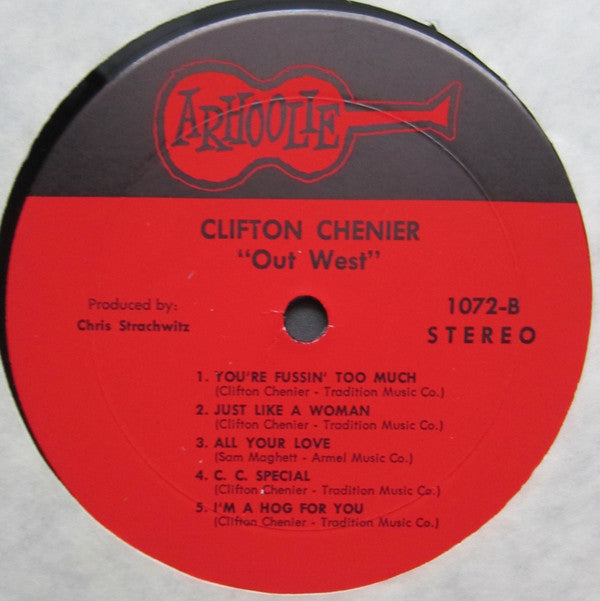 ARHOOLIE
CLIFTON CHENIER
"Out West"
Produced by:
Chris Strachwitz
1072-B
STEREO
1. YOU'RE FUSSIN' TOO MUCH
(Clifton Chenier - Tradition Music Co.)
2. JUST LIKE A WOMAN
(Clifton Chenier - Tradition Music Co.)
3. ALL YOUR LOVE
(Sam Maghett - Armel Music Co.)
4. C. C. SPECIAL
(Clifton Chenier - Tradition Music Co.)
5. I'M A HOG FOR YOU
(Clifton Chenier - Tradition Music Co.)